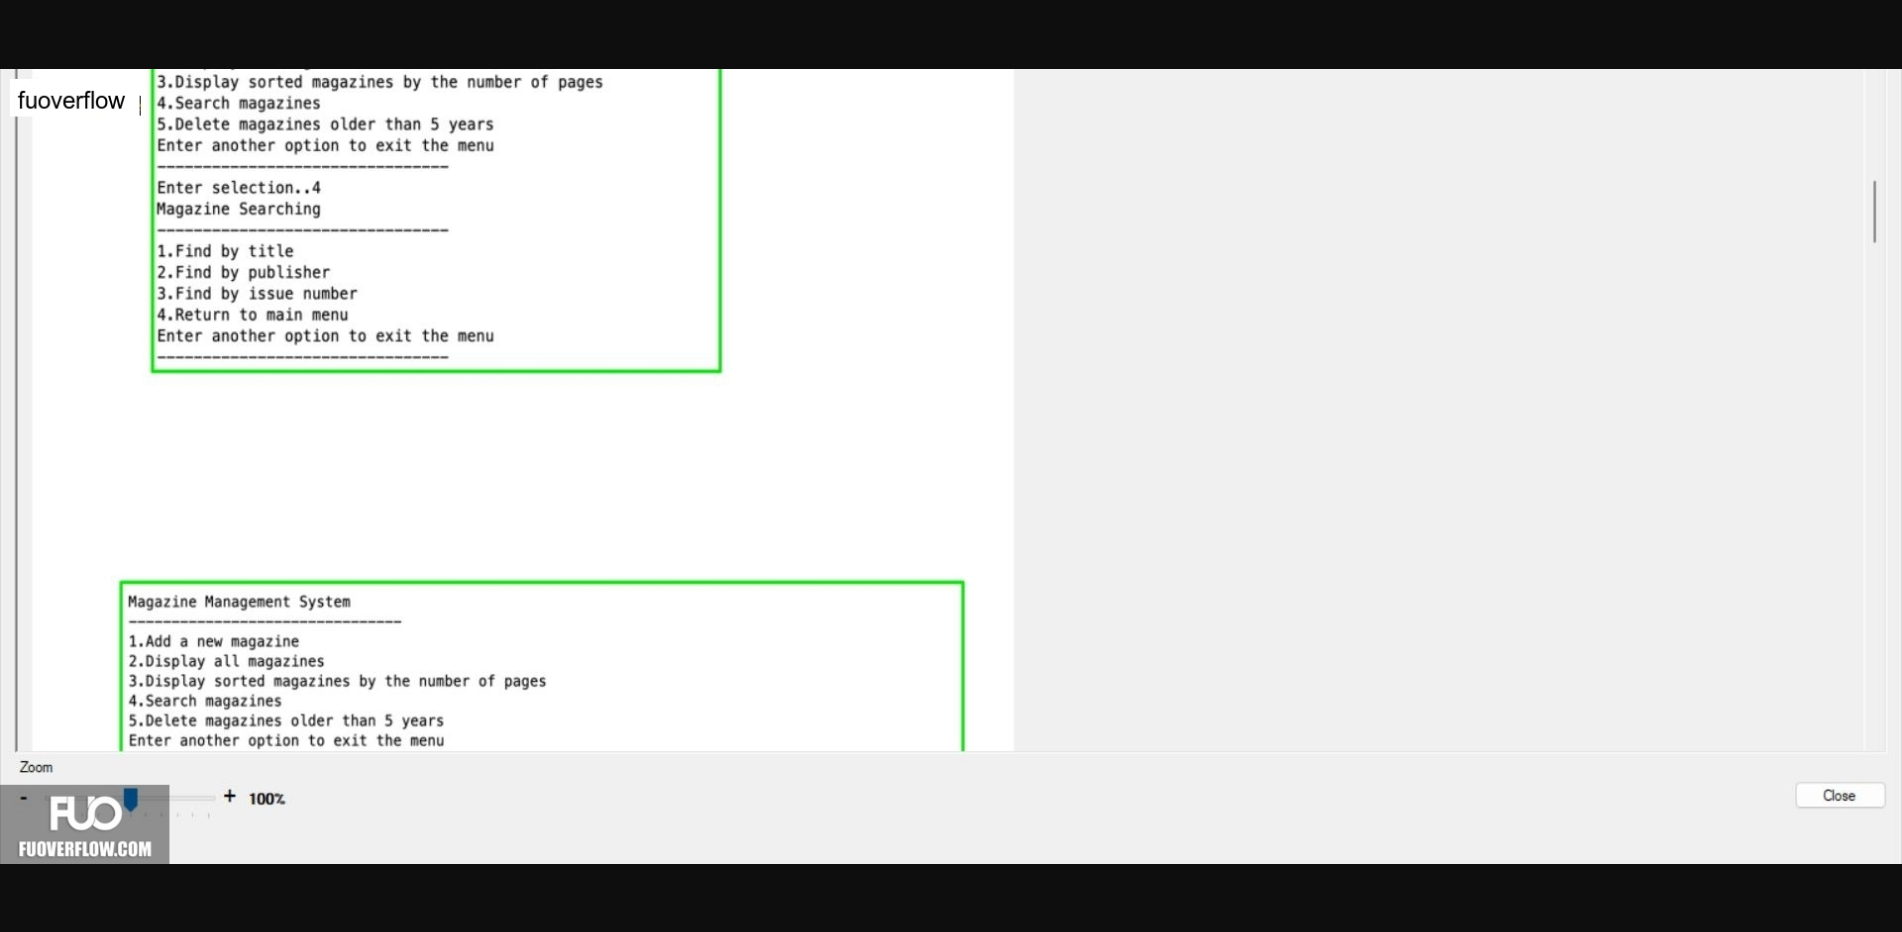 3.Display sorted magazines by the number of pages
fuoverflow
4.Search magazines
5.Delete magazines older than 5 years
Enter another option to exit the menu
--------------------------------
Enter selection..4
Magazine Searching
--------------------------------
1.Find by title
2.Find by publisher
3.Find by issue number
4.Return to main menu
Enter another option to exit the menu
--------------------------------
Magazine Management System
--------------------------------
1.Add a new magazine
2.Display all magazines
3.Display sorted magazines by the number of pages
4.Search magazines
5.Delete magazines older than 5 years
Enter another option to exit the menu
Zoom
- + 100%
Close
FUO
FUOVERFLOW.COM